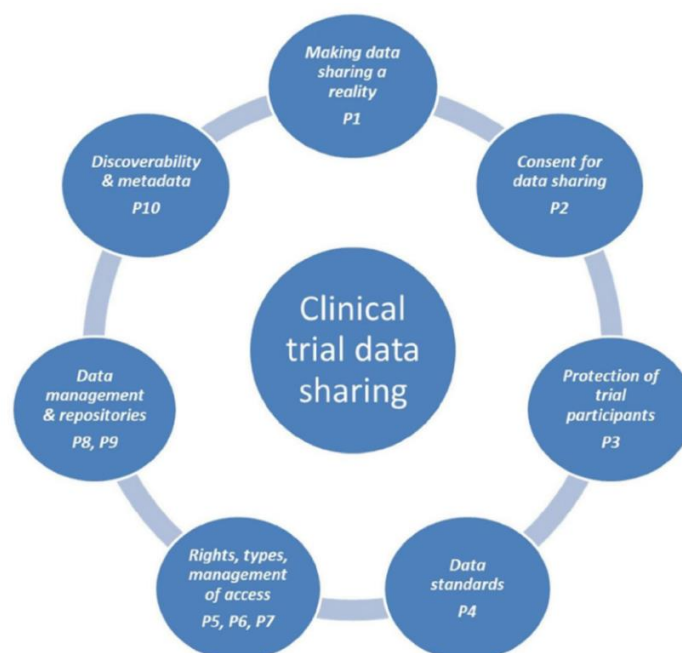 Making data
sharing a
reality
P1
Consent for
data sharing
P2
Protection of
trial
participants
P3
Data
standards
P4
Rights, types,
management
of access
P5, P6, P7
Data
management
& repositories
P8, P9
Discoverability
& metadata
P10
Clinical
trial data
sharing